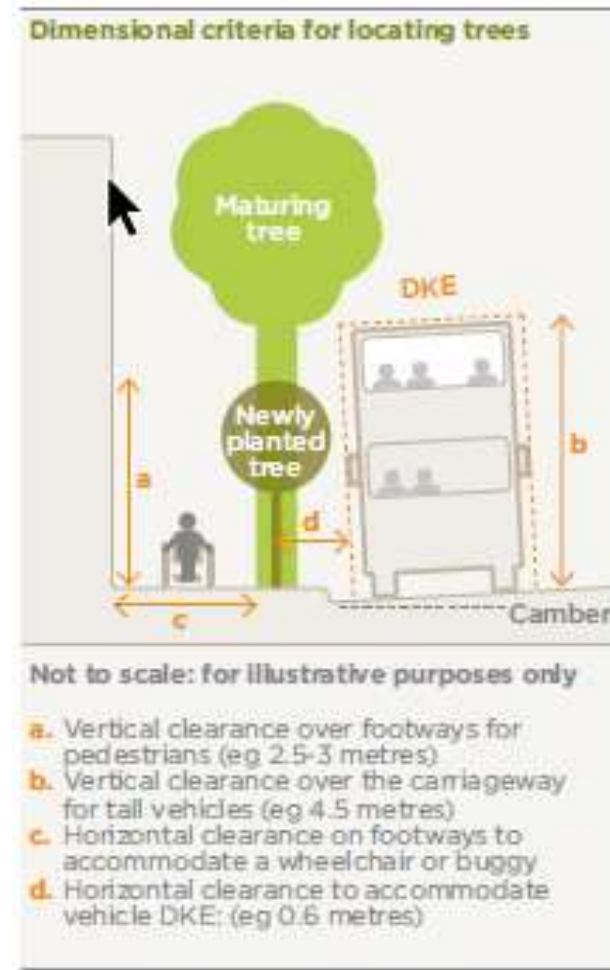 Dimensional criteria for locating trees
Maturing
tree
DKE
Newly
planted
tree
b
a
d
c
Camber
Not to scale: for illustrative purposes only
a. Vertical clearance over footways for
pedestrians (eg 2.5-3 metres)
b. Vertical clearance over the carriageway
for tall vehicles (eg 4.5 metres)
c. Horizontal clearance on footways to
accommodate a wheelchair or buggy
d. Horizontal clearance to accommodate
vehicle DKE: (eg 0.6 metres)